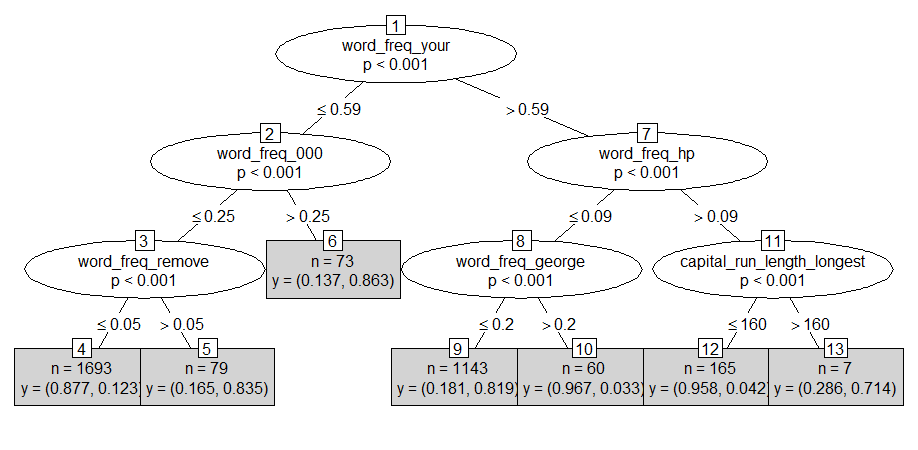 1
word_freq_your
p < 0.001
≤ 0.59
> 0.59
2
word_freq_000
p < 0.001
7
word_freq_hp
p < 0.001
≤ 0.25
> 0.25
≤ 0.09
> 0.09
3
word_freq_remove
p < 0.001
6
n = 73
y = (0.137, 0.863)
8
word_freq_george
p < 0.001
11
capital_run_length_longest
p < 0.001
≤ 0.05
> 0.05
≤ 0.2
> 0.2
≤ 160
> 160
4
n = 1693
y = (0.877, 0.123)
5
n = 79
y = (0.165, 0.835)
9
n = 1143
y = (0.181, 0.819)
10
n = 60
y = (0.967, 0.033)
12
n = 165
y = (0.958, 0.042)
13
n = 7
y = (0.286, 0.714)